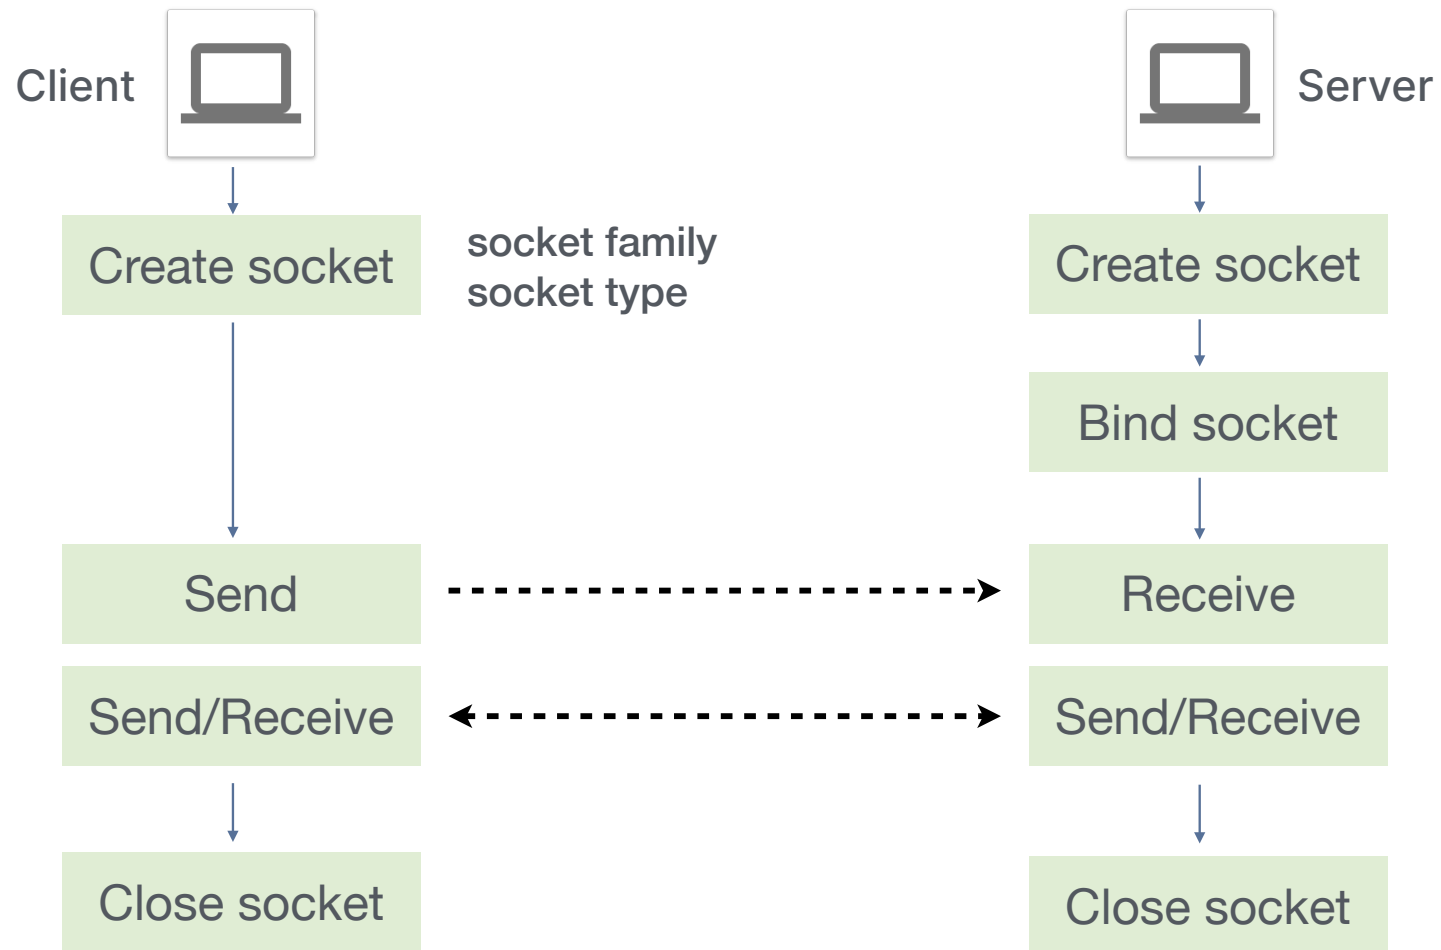 Client
Server
Create socket
socket family
socket type
Create socket
Bind socket
Send
Receive
Send/Receive
Send/Receive
Close socket
Close socket